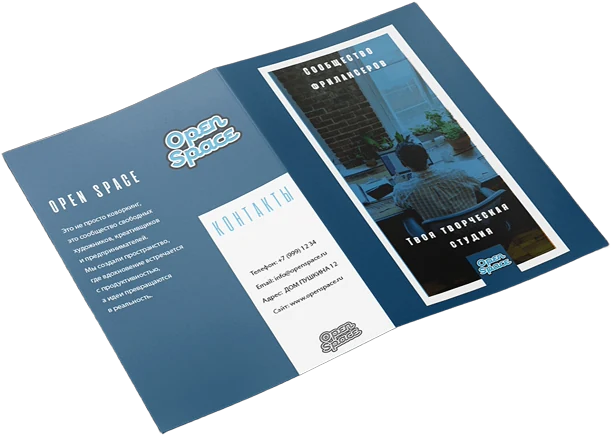 Open
Space
OPEN SPACE
Это не просто коворкинг,
это сообщество свободных
художников, креативщиков
и предпринимателей.
Мы создали пространство,
где вдохновение встречается
с продуктивностью,
а идеи превращаются
в реальность.
КОНТАКТЫ
Телефон: +7 (999) 12 34
Email: info@openspace.ru
Адрес: ДОМ ПУШКИНА 12
Сайт: www.openspace.ru
Open
Space
Сообщество
фрилансеров
Твоя творческая
студия
Open
Space